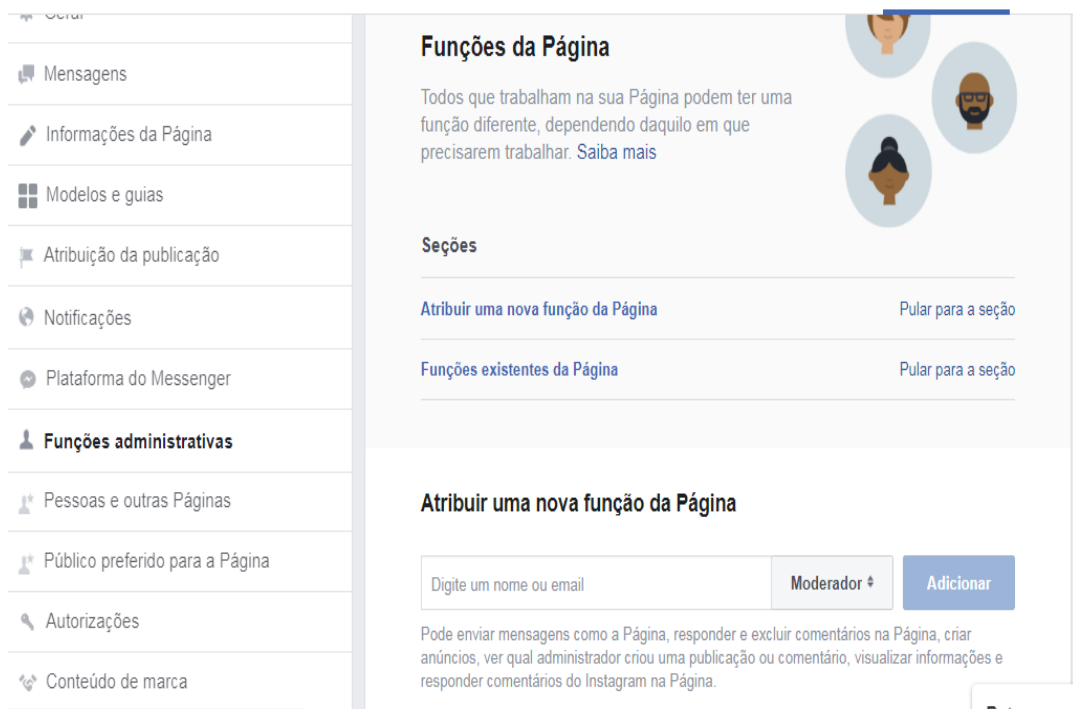 Geral
Mensagens
Informações da Página
Modelos e guias
Atribuição da publicação
Notificações
Plataforma do Messenger
Funções administrativas
Pessoas e outras Páginas
Público preferido para a Página
Autorizações
Conteúdo de marca
Funções da Página
Todos que trabalham na sua Página podem ter uma
função diferente, dependendo daquilo em que
precisarem trabalhar. Saiba mais
Seções
Atribuir uma nova função da Página Pular para a seção
Funções existentes da Página Pular para a seção
Atribuir uma nova função da Página
Digite um nome ou email Moderador Adicionar
Pode enviar mensagens como a Página, responder e excluir comentários na Página, criar
anúncios, ver qual administrador criou uma publicação ou comentário, visualizar informações e
responder comentários do Instagram na Página.